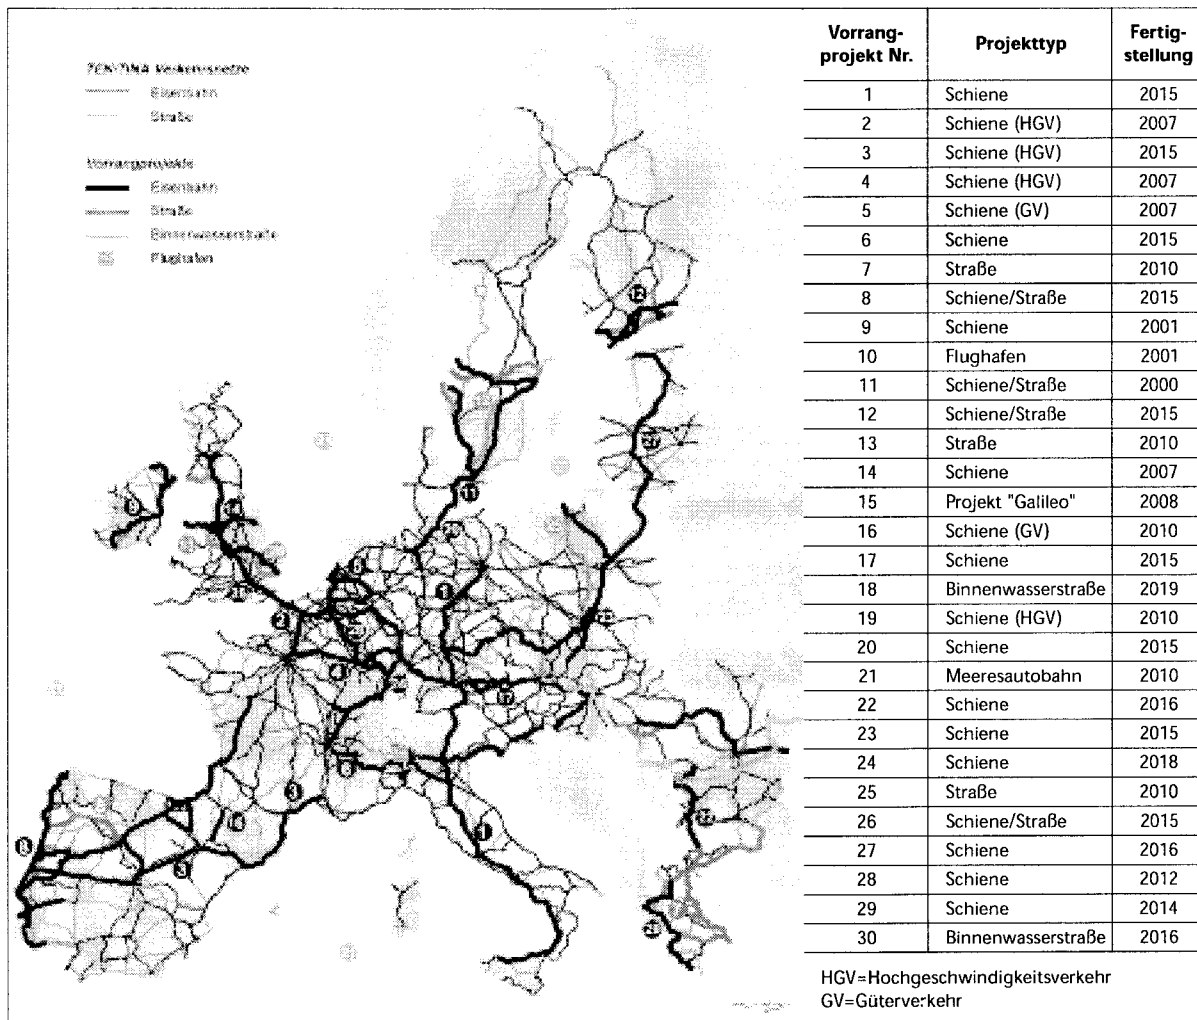 TEN-TINA Verkehrsnetze
Eisenbahn
Straße
Vorrangprojekte
Eisenbahn
Straße
Binnenwasserstraße
Flughafen
Vorrang-
projekt Nr. Projekttyp Fertig-
stellung
1 Schiene 2015
2 Schiene (HGV) 2007
3 Schiene (HGV) 2015
4 Schiene (HGV) 2007
5 Schiene (GV) 2007
6 Schiene 2015
7 Straße 2010
8 Schiene/Straße 2015
9 Schiene 2001
10 Flughafen 2001
11 Schiene/Straße 2000
12 Schiene/Straße 2015
13 Straße 2010
14 Schiene 2007
15 Projekt "Galileo" 2008
16 Schiene (GV) 2010
17 Schiene 2015
18 Binnenwasserstraße 2019
19 Schiene (HGV) 2010
20 Schiene 2015
21 Meeresautobahn 2010
22 Schiene 2016
23 Schiene 2015
24 Schiene 2018
25 Straße 2010
26 Schiene/Straße 2015
27 Schiene 2016
28 Schiene 2012
29 Schiene 2014
30 Binnenwasserstraße 2016
HGV=Hochgeschwindigkeitsverkehr
GV=Güterverkehr